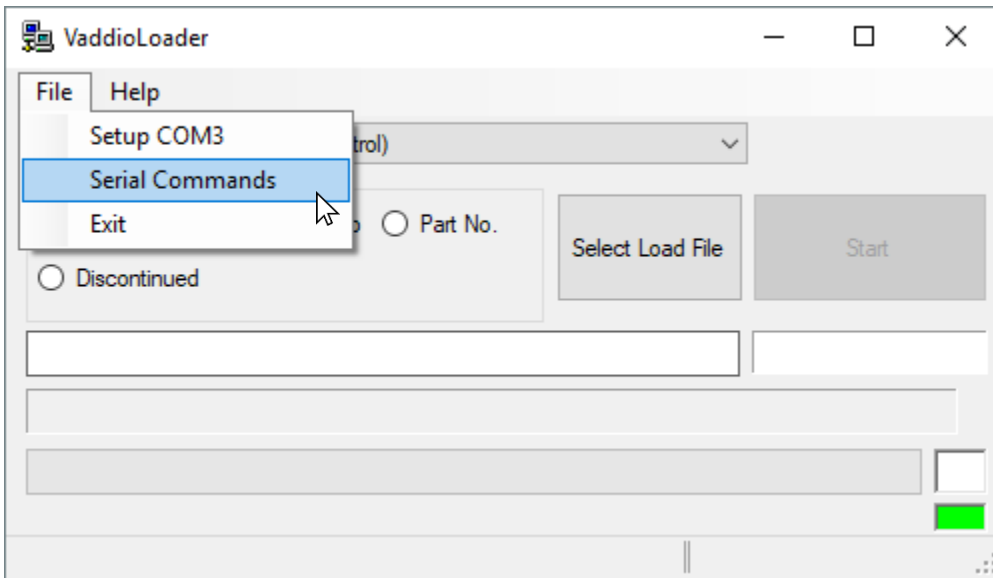 VaddioLoader
File Help
Setup COM3
trol)
Serial Commands
Exit
Part No.
Select Load File
Start
Discontinued